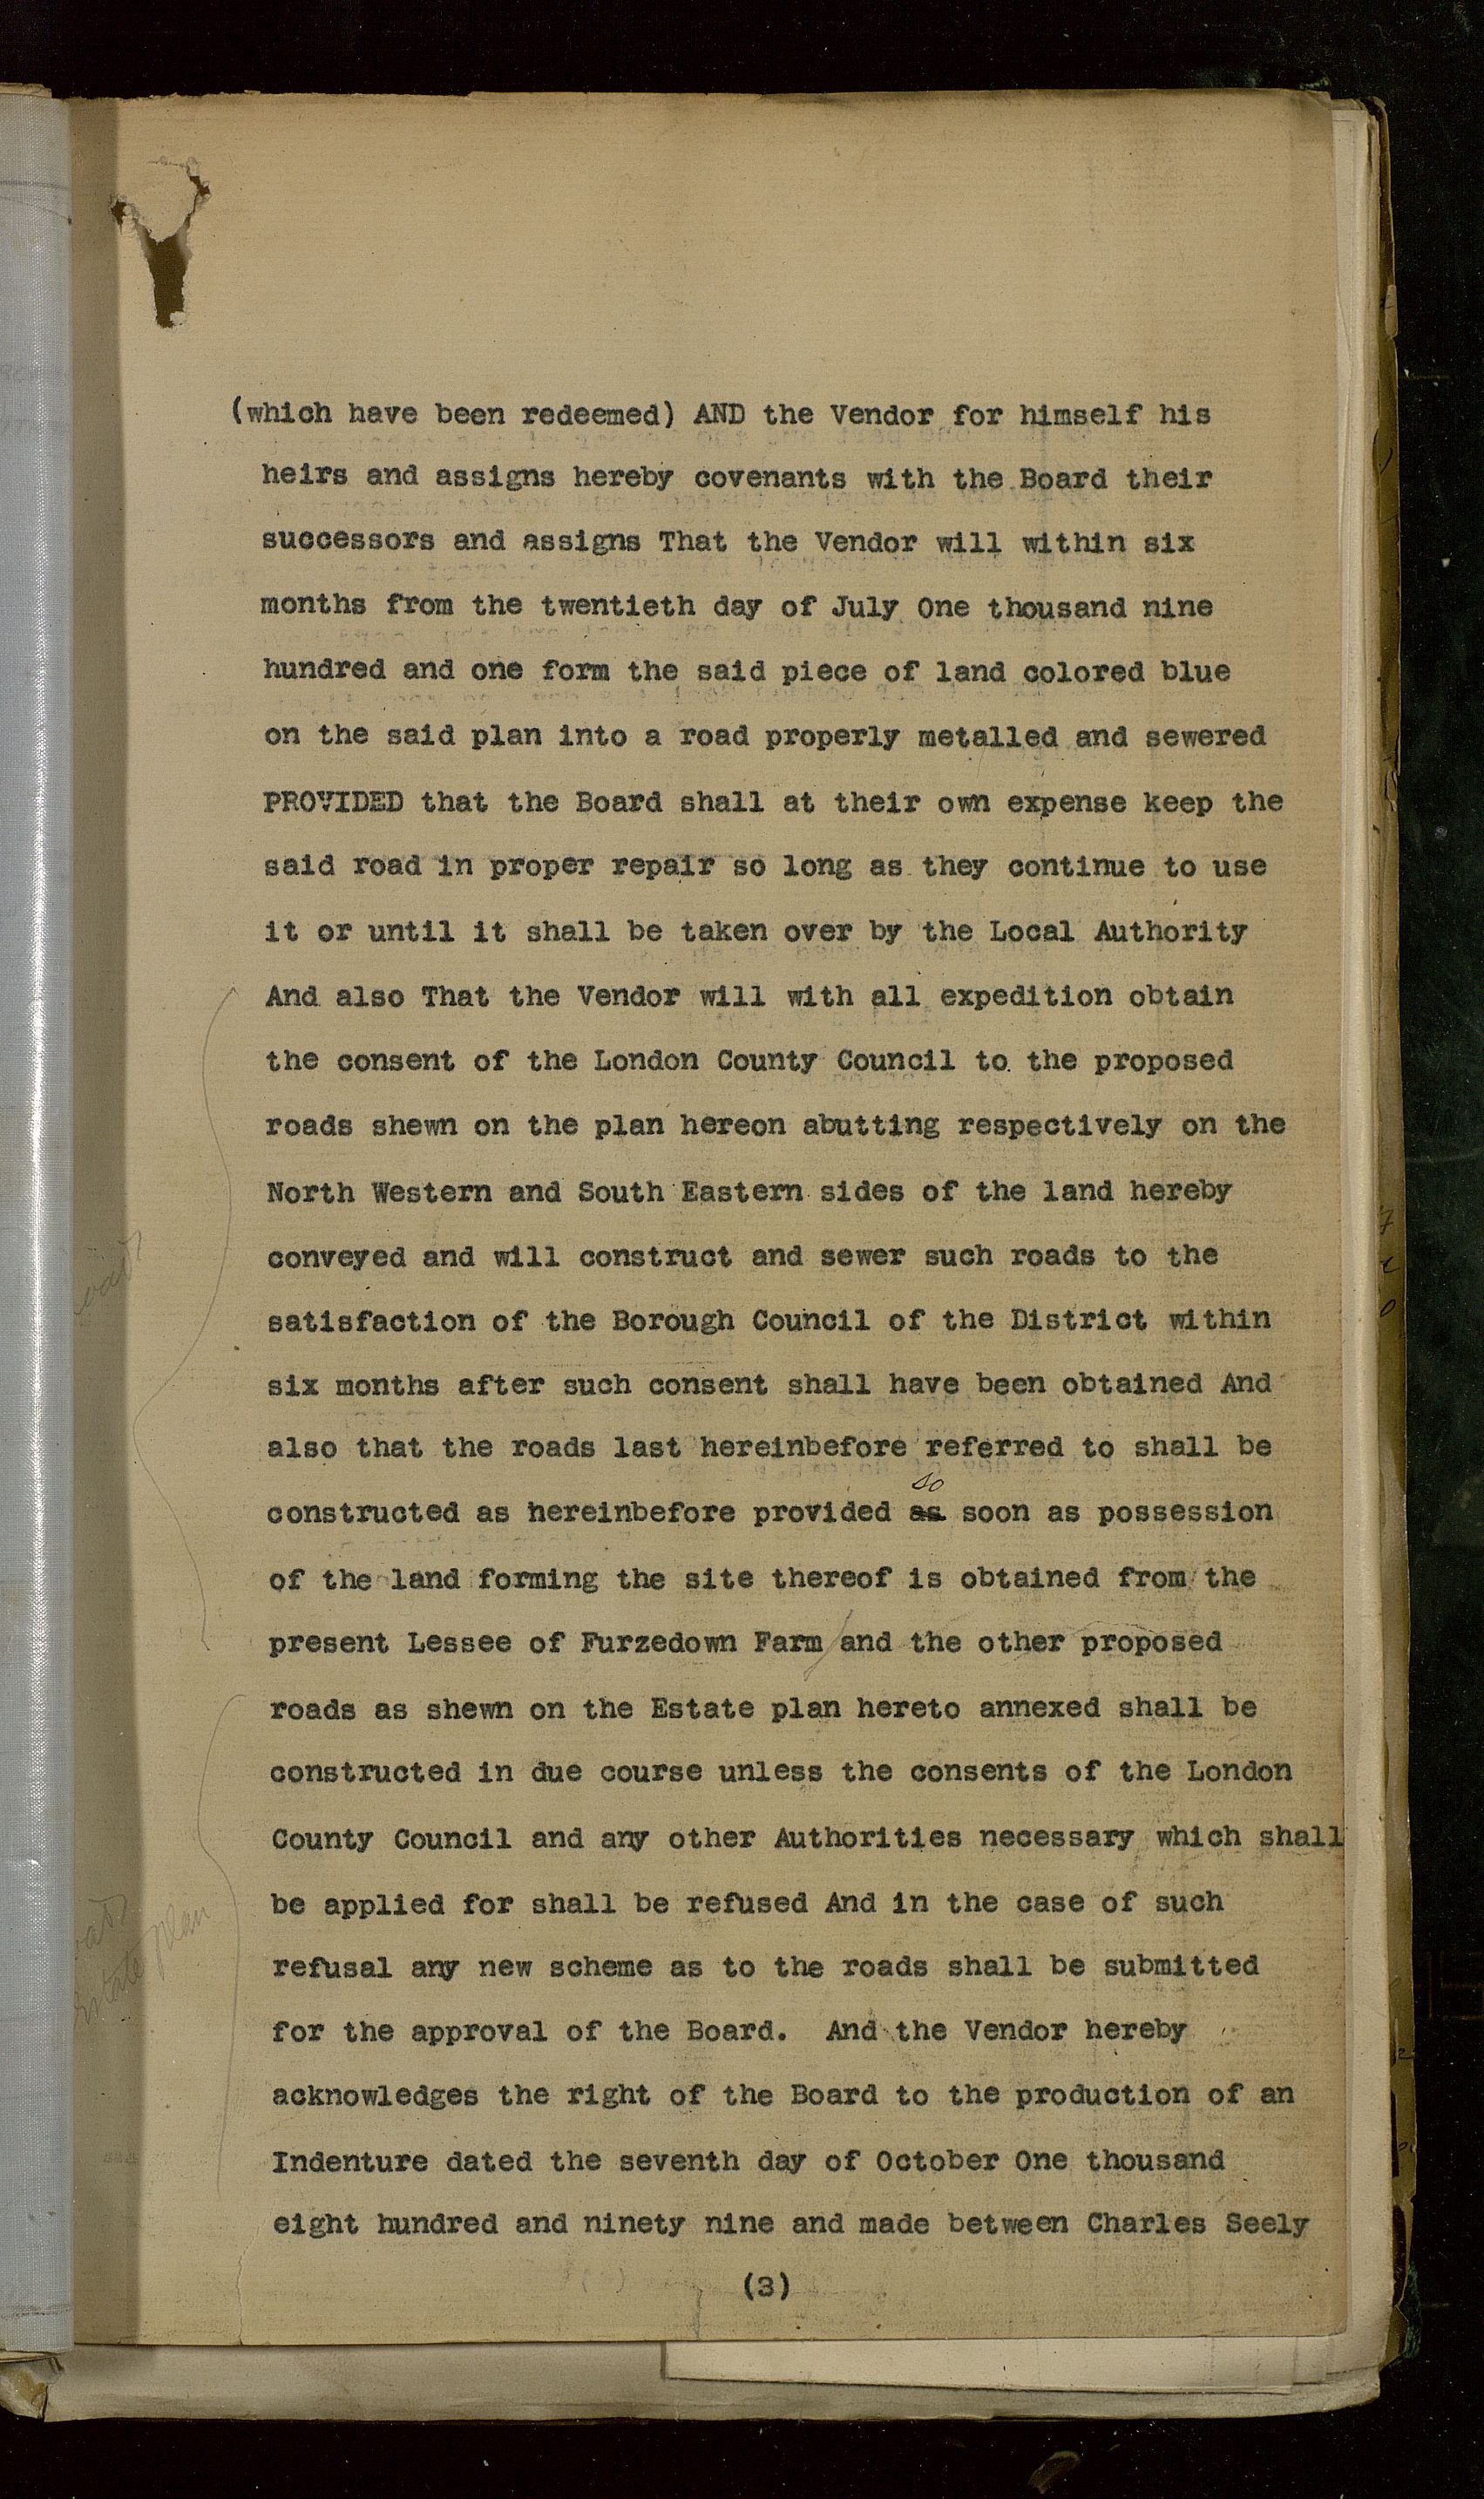 (which have been redeemed) AND the Vendor for himself his
heirs and assigns hereby covenants with the Board their
successors and assigns That the Vendor will within six
months from the twentieth day of July One thousand nine
hundred and one form the said piece of land colored blue
on the said plan into a road properly metalled and sewered
PROVIDED that the Board shall at their own expense keep the
said road in proper repair so long as they continue to use
it or until it shall be taken over by the Local Authority
And also That the Vendor will with all expedition obtain
the consent of the London County Council to the proposed
roads shewn on the plan hereon abutting respectively on the
North Western and South Eastern sides of the land hereby
conveyed and will construct and sewer such roads to the
satisfaction of the Borough Council of the District within
six months after such consent shall have been obtained And
also that the roads last hereinbefore referred to shall be
so
constructed as hereinbefore provided as soon as possession
of the land forming the site thereof is obtained from the
present Lessee of Furzedown Farm and the other proposed
roads as shewn on the Estate plan hereto annexed shall be
constructed in due course unless the consents of the London
County Council and any other Authorities necessary which shall
be applied for shall be refused And in the case of such
refusal any new scheme as to the roads shall be submitted
for the approval of the Board. And the Vendor hereby
acknowledges the right of the Board to the production of an
Indenture dated the seventh day of October One thousand
eight hundred and ninety nine and made between Charles Seely
(3)
Estate plan